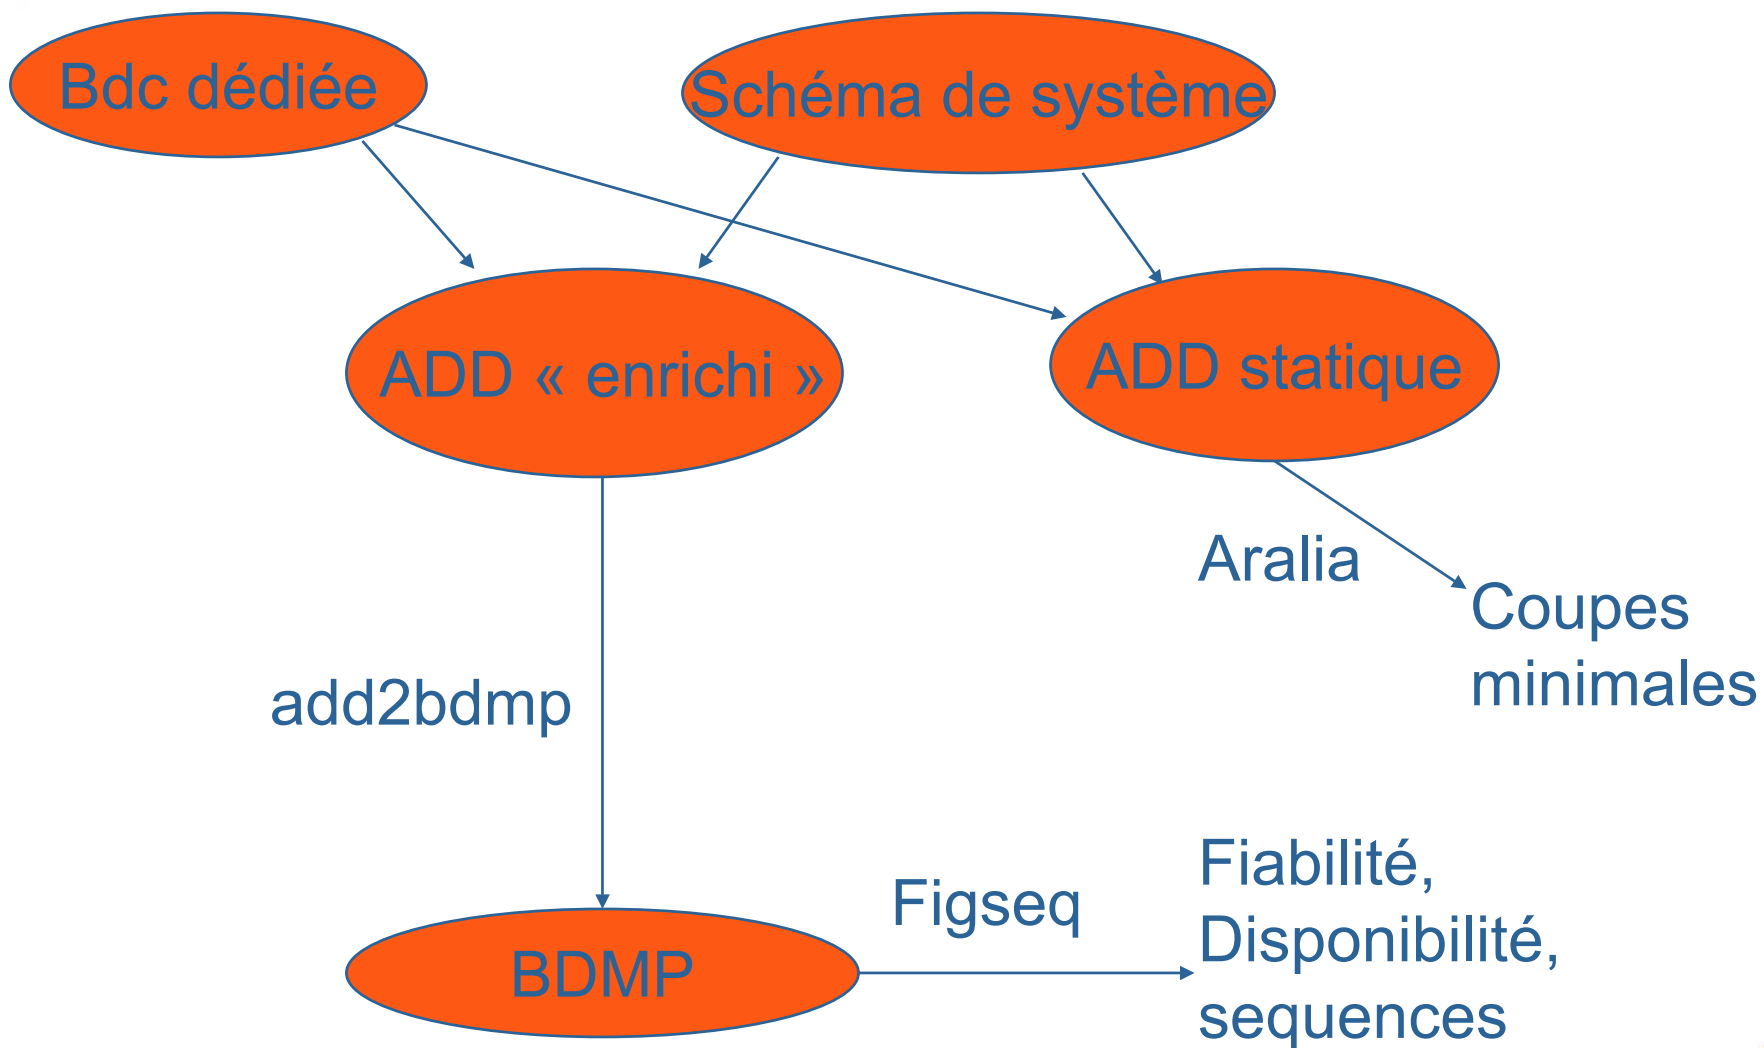 Bdc dédiée
Schéma de système
ADD « enrichi »
ADD statique
Aralia
Coupes
minimales
add2bdmp
Figseq
Fiabilité,
Disponibilité,
sequences
BDMP